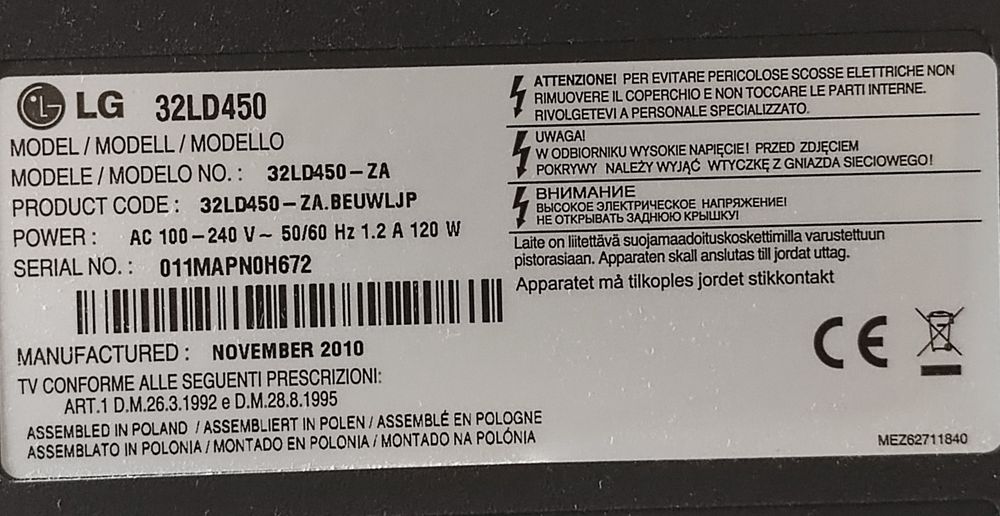 LG 32LD450
MODEL / MODELL / MODELLO
MODELE / MODELO NO. : 32LD450-ZA
PRODUCT CODE : 32LD450-ZA.BEUWLJP
POWER : AC 100-240 V~ 50/60 Hz 1.2 A 120 W
SERIAL NO. : 011MAPN0H672
MANUFACTURED : NOVEMBER 2010
TV CONFORME ALLE SEGUENTI PRESCRIZIONI:
ART.1 D.M.26.3.1992 e D.M.28.8.1995
ASSEMBLED IN POLAND / ASSEMBLIERT IN POLEN / ASSEMBLÉ EN POLOGNE
ASSEMBLATO IN POLONIA / MONTADO EN POLONIA / MONTADO NA POLÓNIA
ATTENZIONE! PER EVITARE PERICOLOSE SCOSSE ELETTRICHE NON
RIMUOVERE IL COPERCHIO E NON TOCCARE LE PARTI INTERNE.
RIVOLGETEVI A PERSONALE SPECIALIZZATO.
UWAGA!
W ODBIORNIKU WYSOKIE NAPIĘCIE! PRZED ZDJĘCIEM
POKRYWY NALEŻY WYJĄĆ WTYCZKĘ Z GNIAZDA SIECIOWEGO!
ВНИМАНИЕ
ВЫСОКОЕ ЭЛЕКТРИЧЕСКОЕ НАПРЯЖЕНИЕ!
НЕ ОТКРЫВАТЬ ЗАДНЮЮ КРЫШКУ!
Laite on liitettävä suojamaadoituskoskettimilla varustettuun
pistorasiaan. Apparaten skall anslutas till jordat uttag.
Apparatet må tilkoples jordet stikkontakt
CE
MEZ62711840